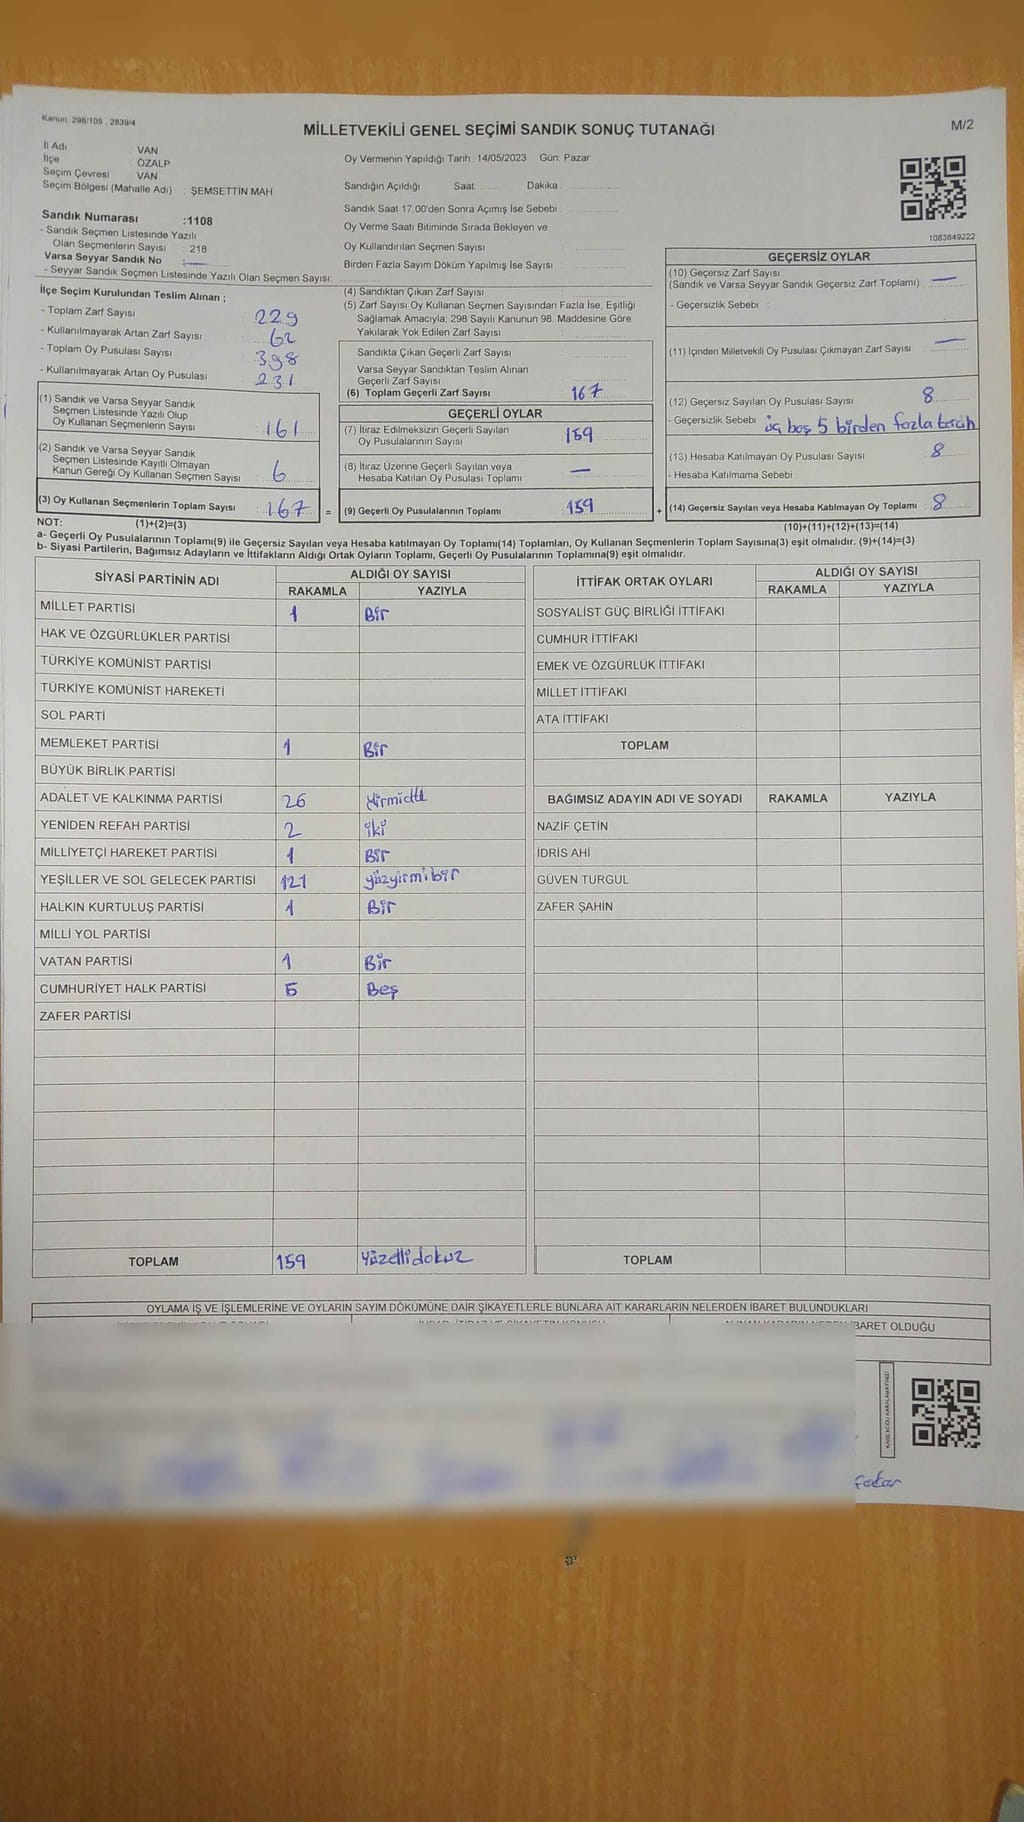 Kanun: 298/105 , 2839/4
MİLLETVEKİLİ GENEL SEÇİMİ SANDIK SONUÇ TUTANAĞI
M/2
İl Adı : VAN
İlçe : ÖZALP
Seçim Çevresi : VAN
Seçim Bölgesi (Mahalle Adı) : ŞEMSETTİN MAH
Sandık Numarası :1108
- Sandık Seçmen Listesinde Yazılı
Olan Seçmenlerin Sayısı : 218
Varsa Seyyar Sandık No :
- Seyyar Sandık Seçmen Listesinde Yazılı Olan Seçmen Sayısı:
Oy Vermenin Yapıldığı Tarih : 14/05/2023 Gün: Pazar
Sandığın Açıldığı Saat Dakika
Sandık Saat 17.00'den Sonra Açımış İse Sebebi :
Oy Verme Saati Bitiminde Sırada Bekleyen ve
Oy Kullandırılan Seçmen Sayısı
Birden Fazla Sayım Döküm Yapılmış İse Sayısı
1083849222
İlçe Seçim Kurulundan Teslim Alınan ;
- Toplam Zarf Sayısı : 229
- Kullanılmayarak Artan Zarf Sayısı : 62
- Toplam Oy Pusulası Sayısı : 398
- Kullanılmayarak Artan Oy Pusulası : 231
(1) Sandık ve Varsa Seyyar Sandık
Seçmen Listesinde Yazılı Olup
Oy Kullanan Seçmenlerin Sayısı : 161
(2) Sandık ve Varsa Seyyar Sandık
Seçmen Listesinde Kayıtlı Olmayan
Kanun Gereği Oy Kullanan Seçmen Sayısı : 6
(3) Oy Kullanan Seçmenlerin Toplam Sayısı : 167 =
(1)+(2)=(3)
(4) Sandıktan Çıkan Zarf Sayısı
(5) Zarf Sayısı Oy Kullanan Seçmen Sayısından Fazla İse, Eşitliği
Sağlamak Amacıyla; 298 Sayılı Kanunun 98. Maddesine Göre
Yakılarak Yok Edilen Zarf Sayısı
Sandıkta Çıkan Geçerli Zarf Sayısı
Varsa Seyyar Sandıktan Teslim Alınan
Geçerli Zarf Sayısı
(6) Toplam Geçerli Zarf Sayısı : 167
GEÇERLİ OYLAR
(7) İtiraz Edilmeksizin Geçerli Sayılan
Oy Pusulalarının Sayısı : 159
(8) İtiraz Üzerine Geçerli Sayılan veya
Hesaba Katılan Oy Pusulası Toplamı : —
(9) Geçerli Oy Pusulalarının Toplamı : 159 +
GEÇERSİZ OYLAR
(10) Geçersiz Zarf Sayısı
(Sandık ve Varsa Seyyar Sandık Geçersiz Zarf Toplamı) : —
- Geçersizlik Sebebi :
(11) İçinden Milletvekili Oy Pusulası Çıkmayan Zarf Sayısı : —
(12) Geçersiz Sayılan Oy Pusulası Sayısı : 8
- Geçersizlik Sebebi : üç boş 5 birden fazla tercih
(13) Hesaba Katılmayan Oy Pusulası Sayısı : 8
- Hesaba Katılmama Sebebi
(14) Geçersiz Sayılan veya Hesaba Katılmayan Oy Toplamı : 8
(10)+(11)+(12)+(13)=(14)
NOT:
a- Geçerli Oy Pusulalarının Toplamı(9) ile Geçersiz Sayılan veya Hesaba katılmayan Oy Toplamı(14) Toplamları, Oy Kullanan Seçmenlerin Toplam Sayısına(3) eşit olmalıdır. (9)+(14)=(3)
b- Siyasi Partilerin, Bağımsız Adayların ve İttifakların Aldığı Ortak Oyların Toplamı, Geçerli Oy Pusulalarının Toplamına(9) eşit olmalıdır.
SİYASİ PARTİNİN ADI ALDIĞI OY SAYISI
RAKAMLA YAZIYLA
MİLLET PARTİSİ 1 Bir
HAK VE ÖZGÜRLÜKLER PARTİSİ
TÜRKİYE KOMÜNİST PARTİSİ
TÜRKİYE KOMÜNİST HAREKETİ
SOL PARTİ
MEMLEKET PARTİSİ 1 Bir
BÜYÜK BİRLİK PARTİSİ
ADALET VE KALKINMA PARTİSİ 26
YENİDEN REFAH PARTİSİ 2 iki
MİLLİYETÇİ HAREKET PARTİSİ 1 Bir
YEŞİLLER VE SOL GELECEK PARTİSİ 121 yüzyirmibir
HALKIN KURTULUŞ PARTİSİ 1 Bir
MİLLİ YOL PARTİSİ
VATAN PARTİSİ 1 Bir
CUMHURİYET HALK PARTİSİ 5 Beş
ZAFER PARTİSİ
TOPLAM 159 Yüzellidokuz
İTTİFAK ORTAK OYLARI ALDIĞI OY SAYISI
RAKAMLA YAZIYLA
SOSYALİST GÜÇ BİRLİĞİ İTTİFAKI
CUMHUR İTTİFAKI
EMEK VE ÖZGÜRLÜK İTTİFAKI
MİLLET İTTİFAKI
ATA İTTİFAKI
TOPLAM
BAĞIMSIZ ADAYIN ADI VE SOYADI RAKAMLA YAZIYLA
NAZİF ÇETİN
İDRİS AHİ
GÜVEN TURGUL
ZAFER ŞAHİN
TOPLAM
OYLAMA İŞ VE İŞLEMLERİNE VE OYLARIN SAYIM DÖKÜMÜNE DAİR ŞİKAYETLERLE BUNLARA AİT KARARLARIN NELERDEN İBARET BULUNDUKLARI
BARET OLDUĞU